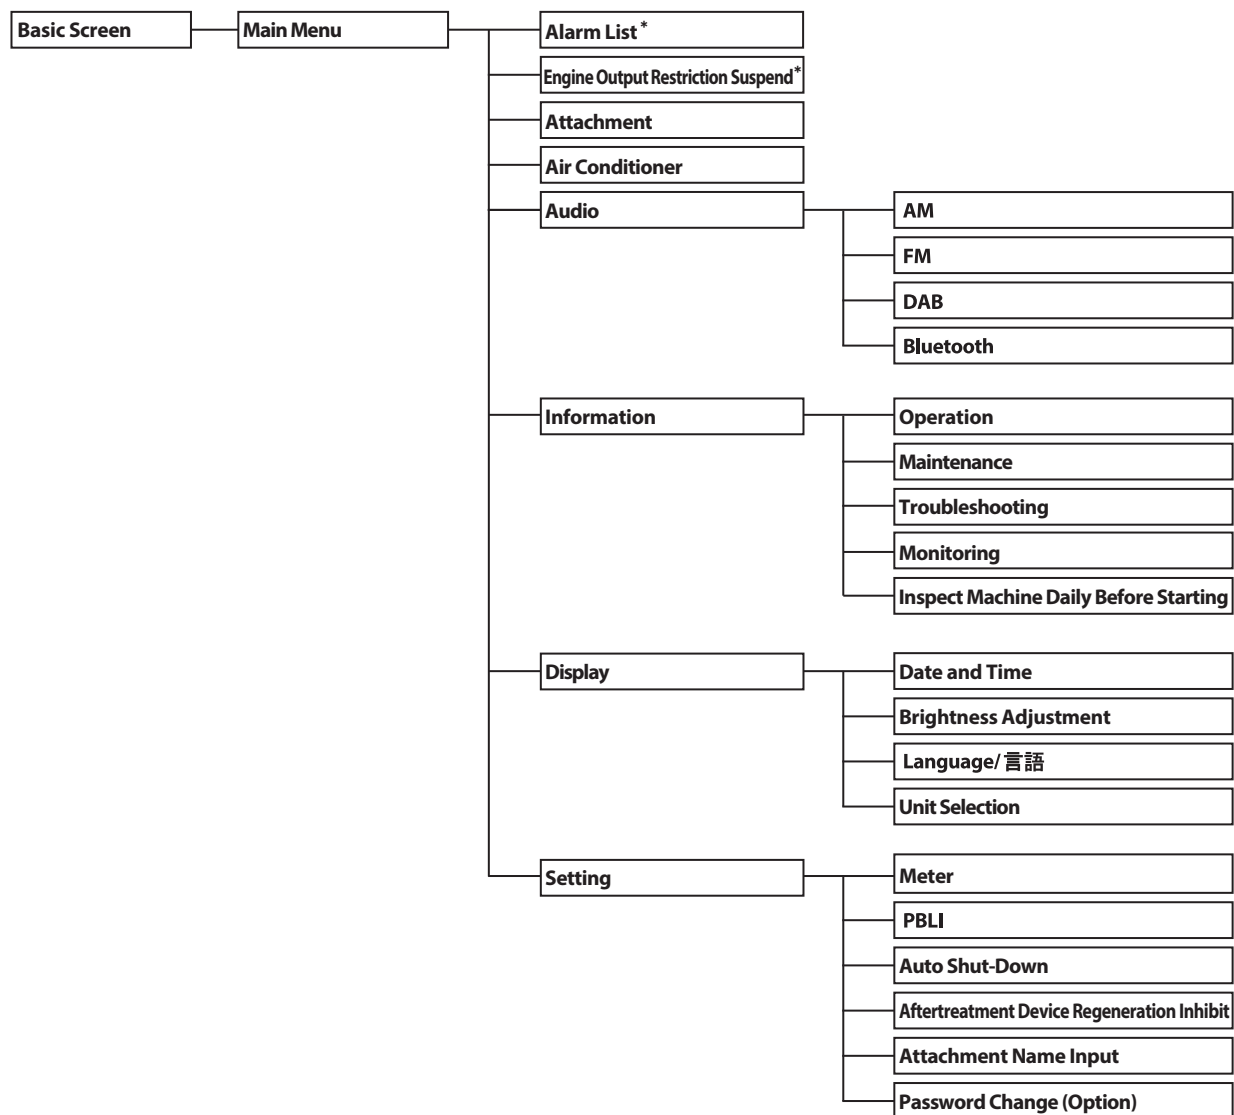 Basic Screen
Main Menu
Alarm List*
Engine Output Restriction Suspend*
Attachment
Air Conditioner
Audio
AM
FM
DAB
Bluetooth
Information
Operation
Maintenance
Troubleshooting
Monitoring
Inspect Machine Daily Before Starting
Display
Date and Time
Brightness Adjustment
Language/ 言語
Unit Selection
Setting
Meter
PBLI
Auto Shut-Down
Aftertreatment Device Regeneration Inhibit
Attachment Name Input
Password Change (Option)